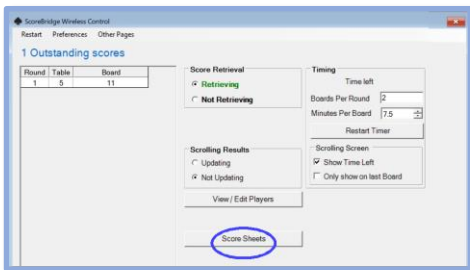 ScoreBridge Wireless Control
Restart Preferences Other Pages
1 Outstanding scores
Round Table Board
1 5 11
Score Retrieval
Retrieving
Not Retrieving
Scrolling Results
Updating
Not Updating
View / Edit Players
Score Sheets
Timing
Time left
Boards Per Round 2
Minutes Per Board 7.5
Restart Timer
Scrolling Screen
Show Time Left
Only show on last Board